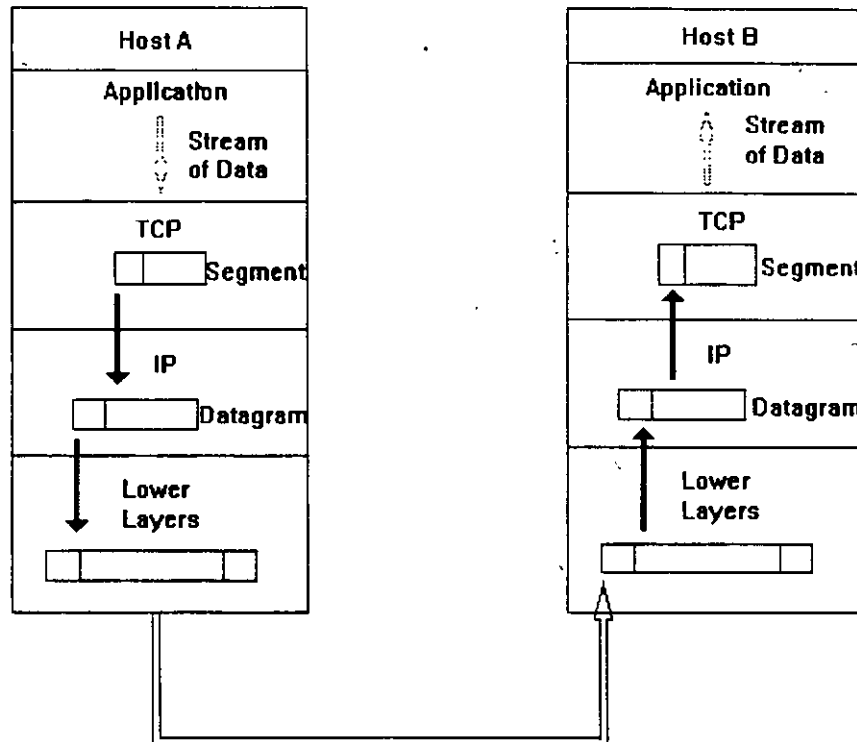 Host A
Application
Stream
of Data
TCP
Segment
IP
Datagram
Lower
Layers
Host B
Application
Stream
of Data
TCP
Segment
IP
Datagram
Lower
Layers